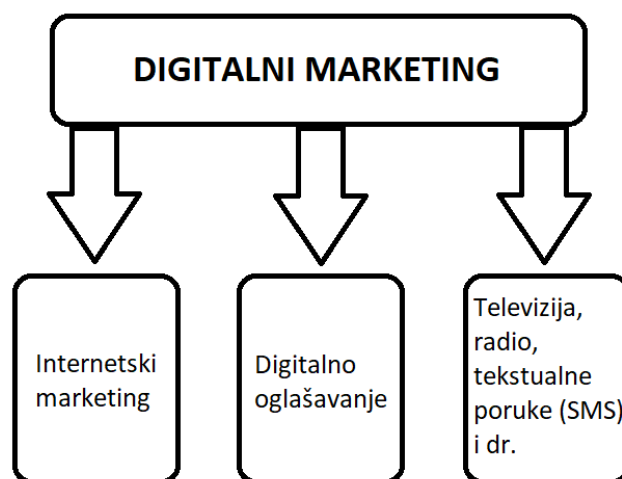 DIGITALNI MARKETING
Internetski
marketing
Digitalno
oglašavanje
Televizija,
radio,
tekstualne
poruke (SMS)
i dr.